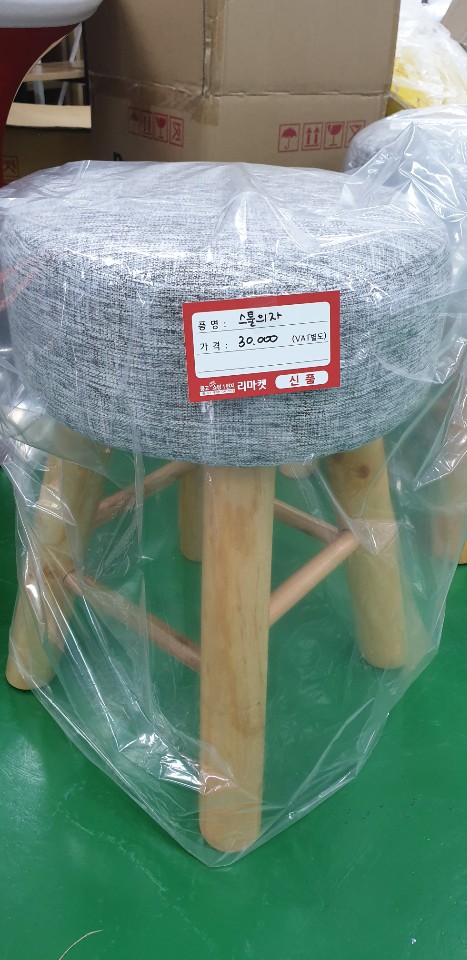 품 명 : 스툴의자
가 격 : 30.000 (VAT별도)
리마켓 신 품